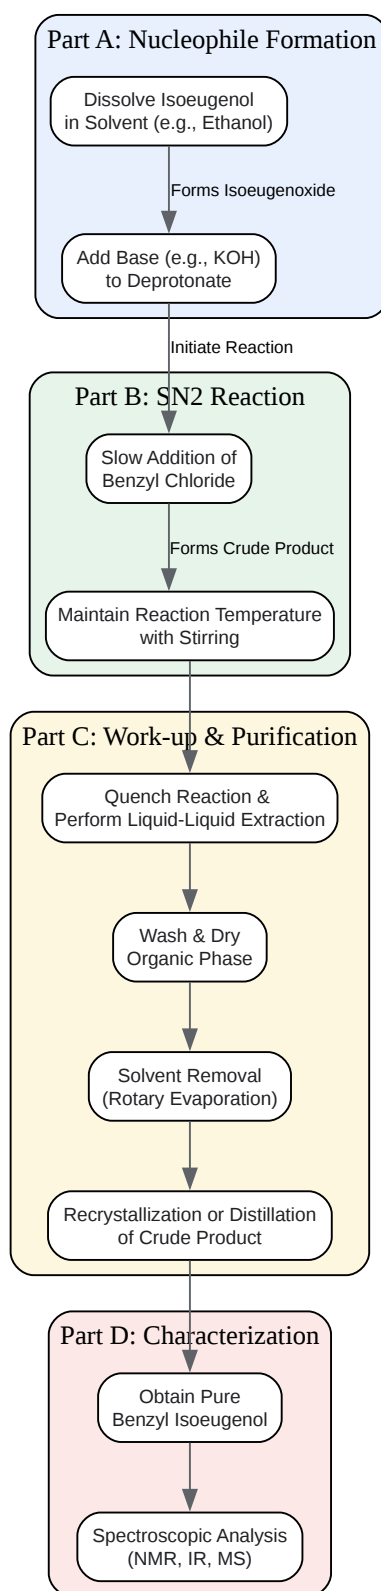 Part A: Nucleophile Formation
Dissolve Isoeugenol
in Solvent (e.g., Ethanol)
Forms Isoeugenoxide
Add Base (e.g., KOH)
to Deprotonate
Initiate Reaction
Part B: SN2 Reaction
Slow Addition of
Benzyl Chloride
Forms Crude Product
Maintain Reaction Temperature
with Stirring
Part C: Work-up & Purification
Quench Reaction &
Perform Liquid-Liquid Extraction
Wash & Dry
Organic Phase
Solvent Removal
(Rotary Evaporation)
Recrystallization or Distillation
of Crude Product
Part D: Characterization
Obtain Pure
Benzyl Isoeugenol
Spectroscopic Analysis
(NMR, IR, MS)